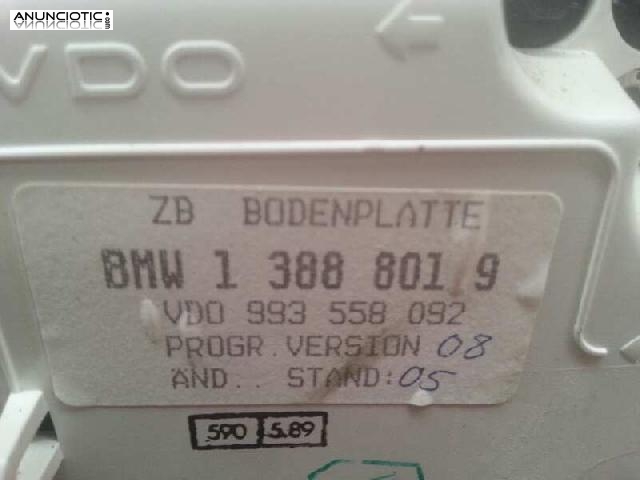 ANUNCIOTIC.com
VDO
ZB BODENPLATTE
BMW 1 388 801 9
VDO 993 558 092
PROGR. VERSION 08
ÄND.. STAND: 05
590 5.89